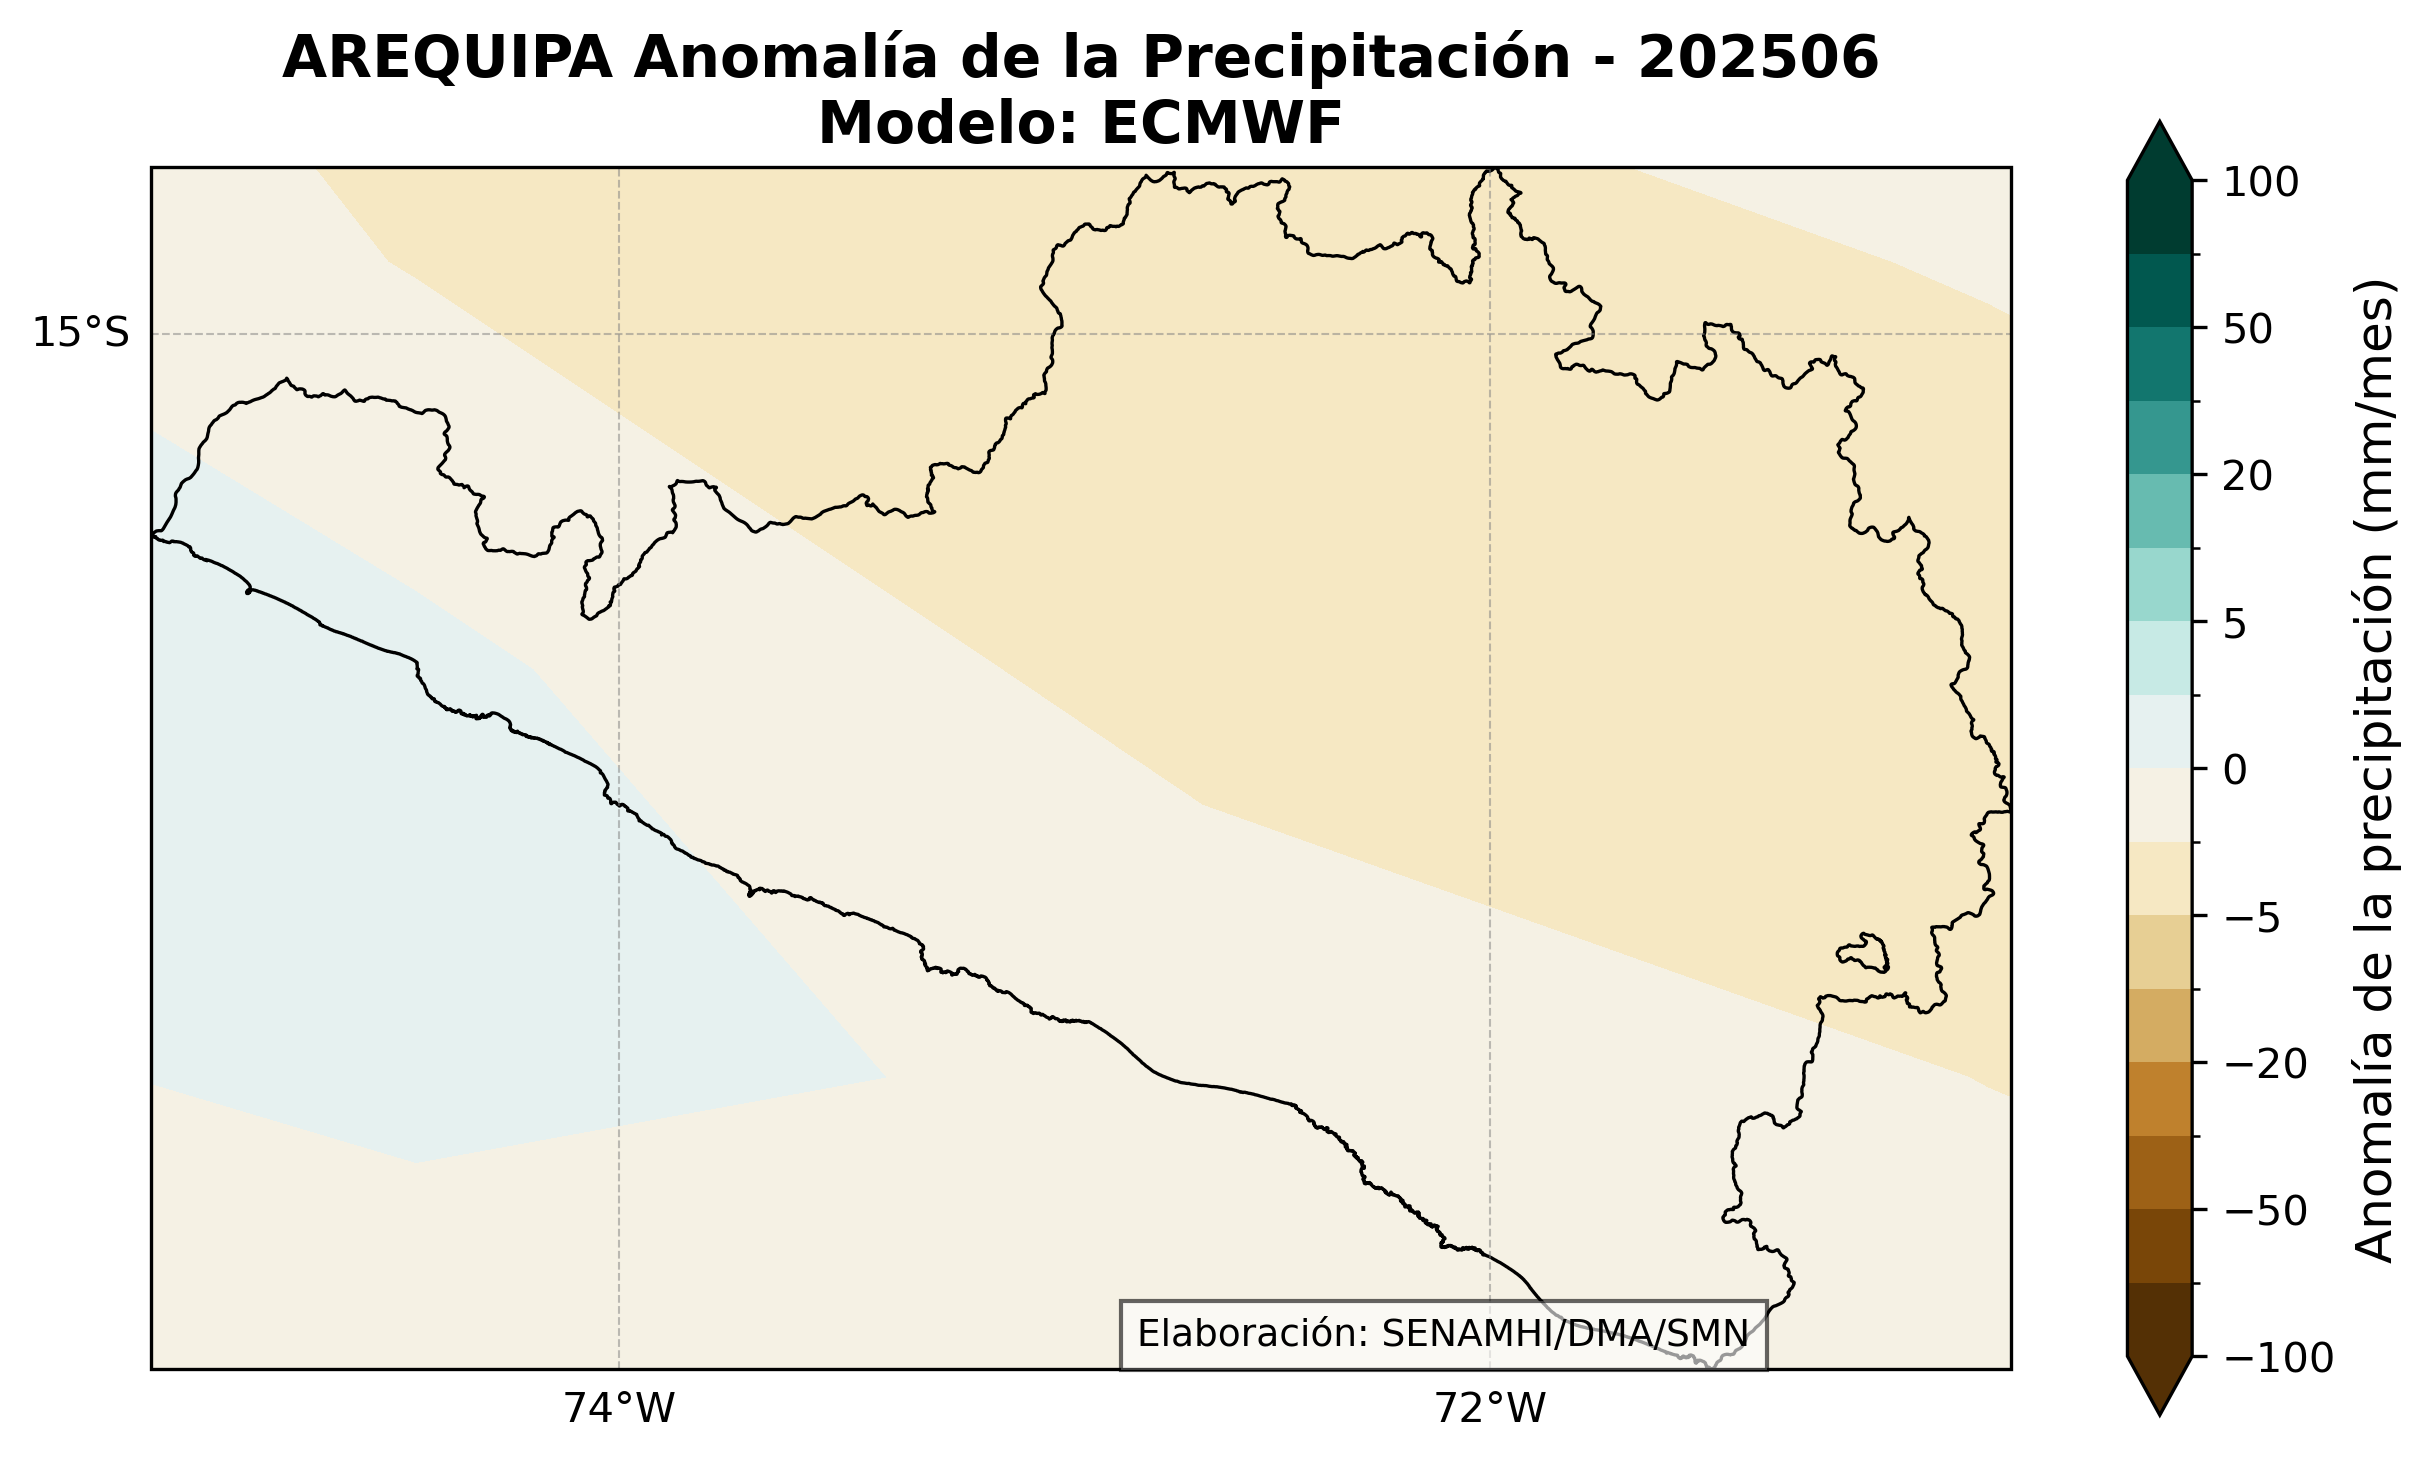 AREQUIPA Anomalía de la Precipitación - 202506
Modelo: ECMWF
15°S
74°W
72°W
Elaboración: SENAMHI/DMA/SMN
100
50
20
5
0
−5
−20
−50
−100
Anomalía de la precipitación (mm/mes)